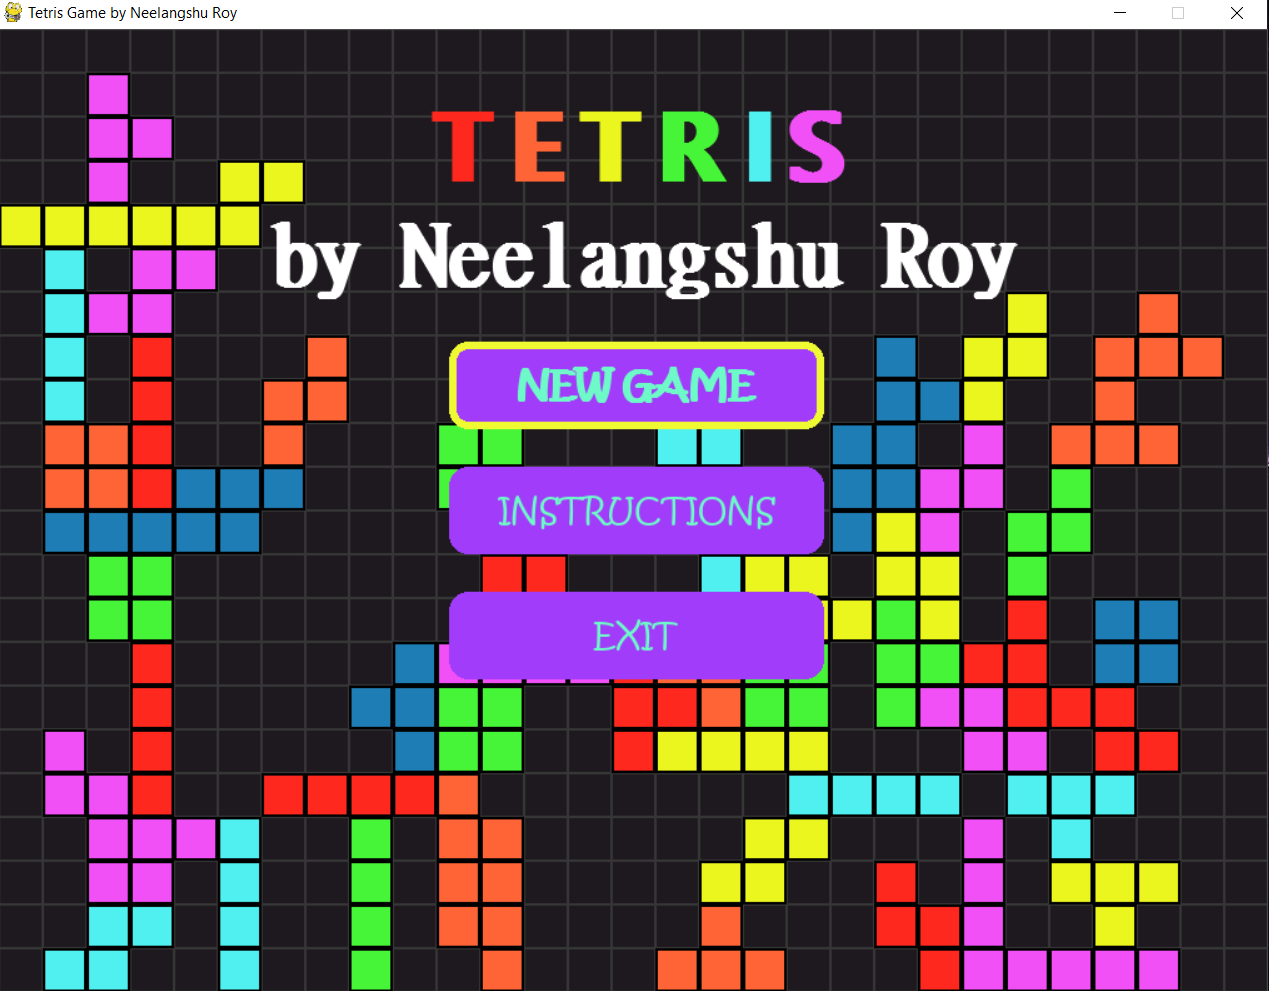 Tetris Game by Neelangshu Roy
TETRIS
by Neelangshu Roy
NEW GAME
INSTRUCTIONS
EXIT